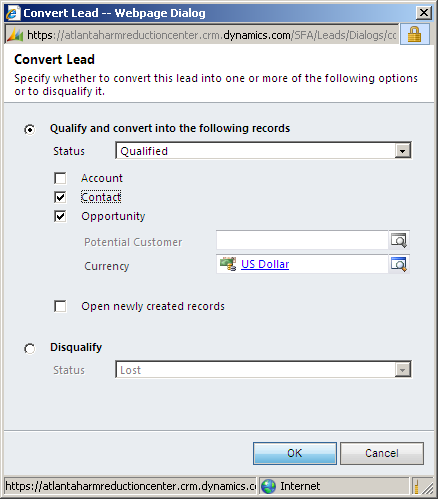 Convert Lead -- Webpage Dialog
https://atlantaharmreductioncenter.crm.dynamics.com/SFA/Leads/Dialogs/co
Convert Lead
Specify whether to convert this lead into one or more of the following options
or to disqualify it.
Qualify and convert into the following records
Status Qualified
Account
Contact
Opportunity
Potential Customer
Currency US Dollar
Open newly created records
Disqualify
Status Lost
OK Cancel
https://atlantaharmreductioncenter.crm.dynamics.c Internet